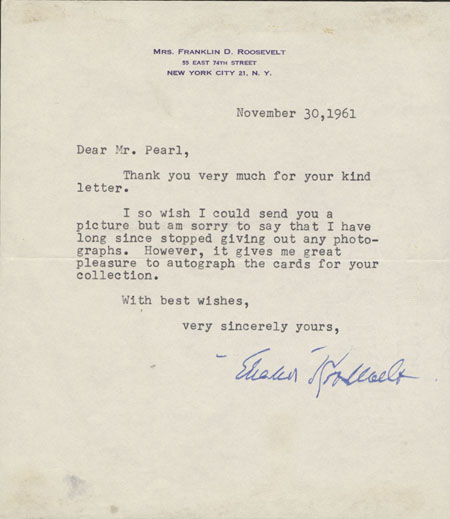 MRS. FRANKLIN D. ROOSEVELT
55 EAST 74TH STREET
NEW YORK CITY 21, N. Y.
November 30,1961
Dear Mr. Pearl,
Thank you very much for your kind
letter.
I so wish I could send you a
picture but am sorry to say that I have
long since stopped giving out any photo-
graphs. However, it gives me great
pleasure to autograph the cards for your
collection.
With best wishes,
very sincerely yours,
Eleanor Roosevelt